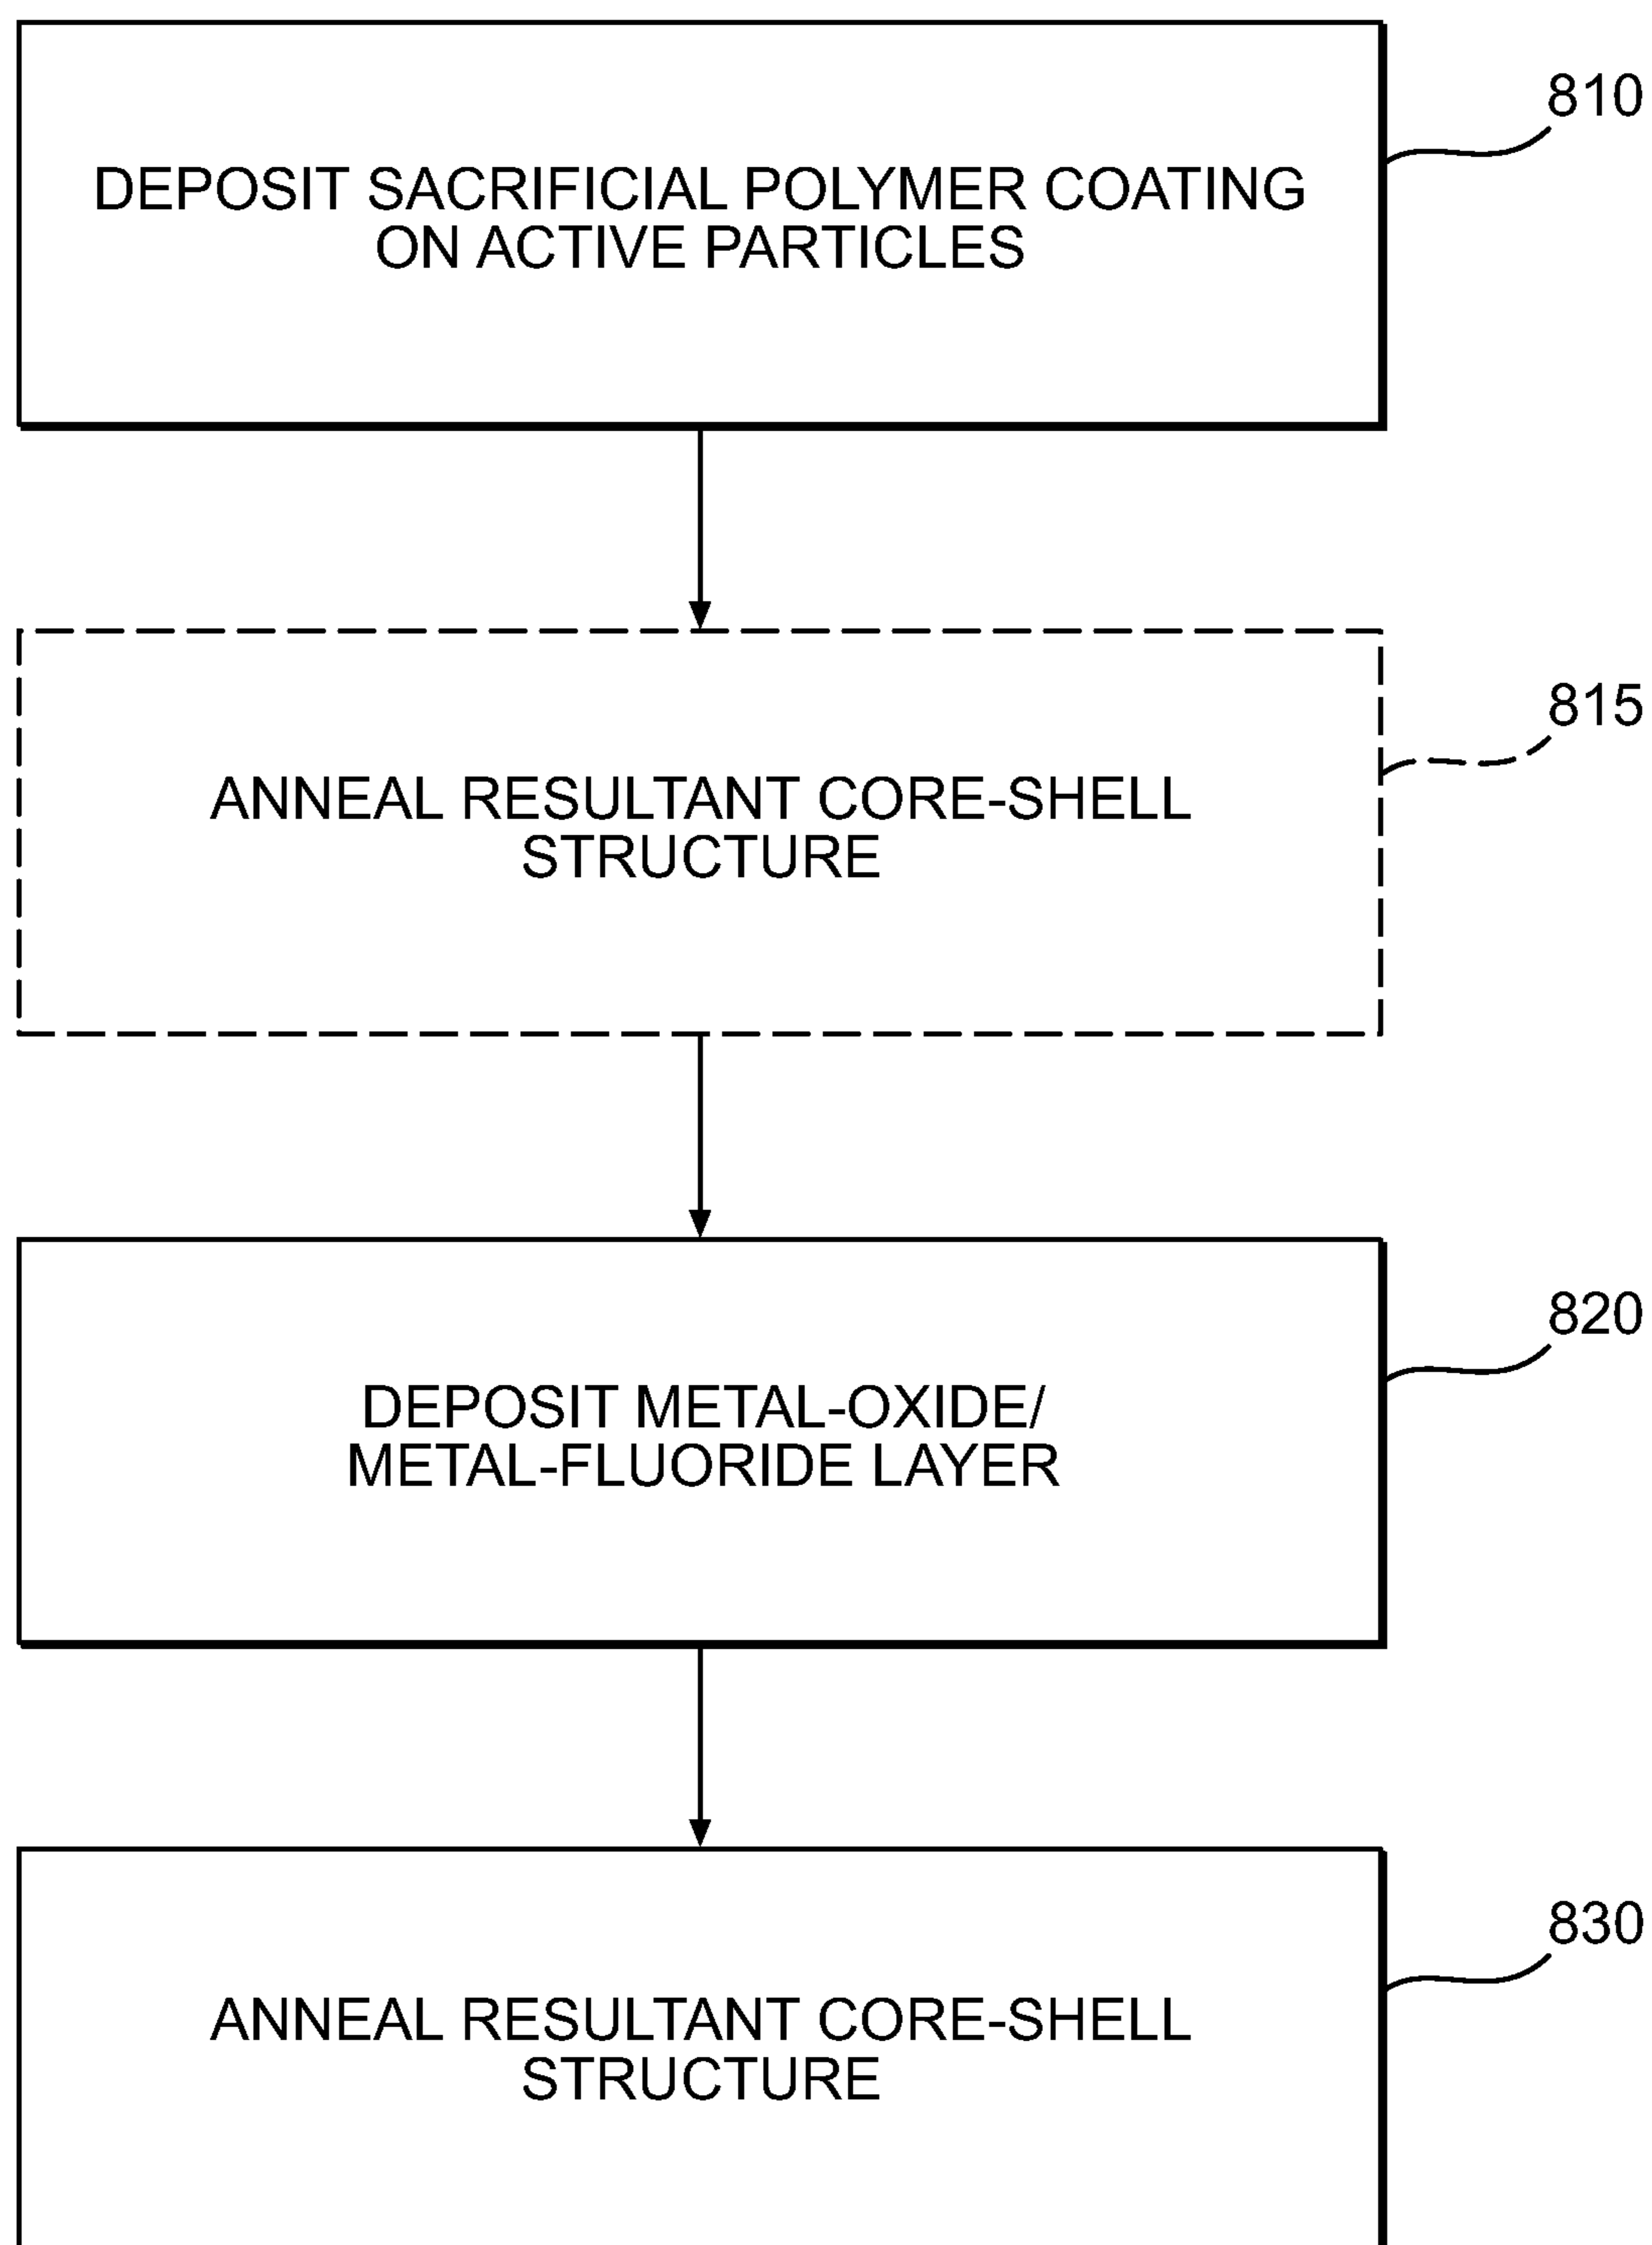 810
DEPOSIT SACRIFICIAL POLYMER COATING
ON ACTIVE PARTICLES
815
ANNEAL RESULTANT CORE-SHELL
STRUCTURE
820
DEPOSIT METAL-OXIDE/
METAL-FLUORIDE LAYER
830
ANNEAL RESULTANT CORE-SHELL
STRUCTURE